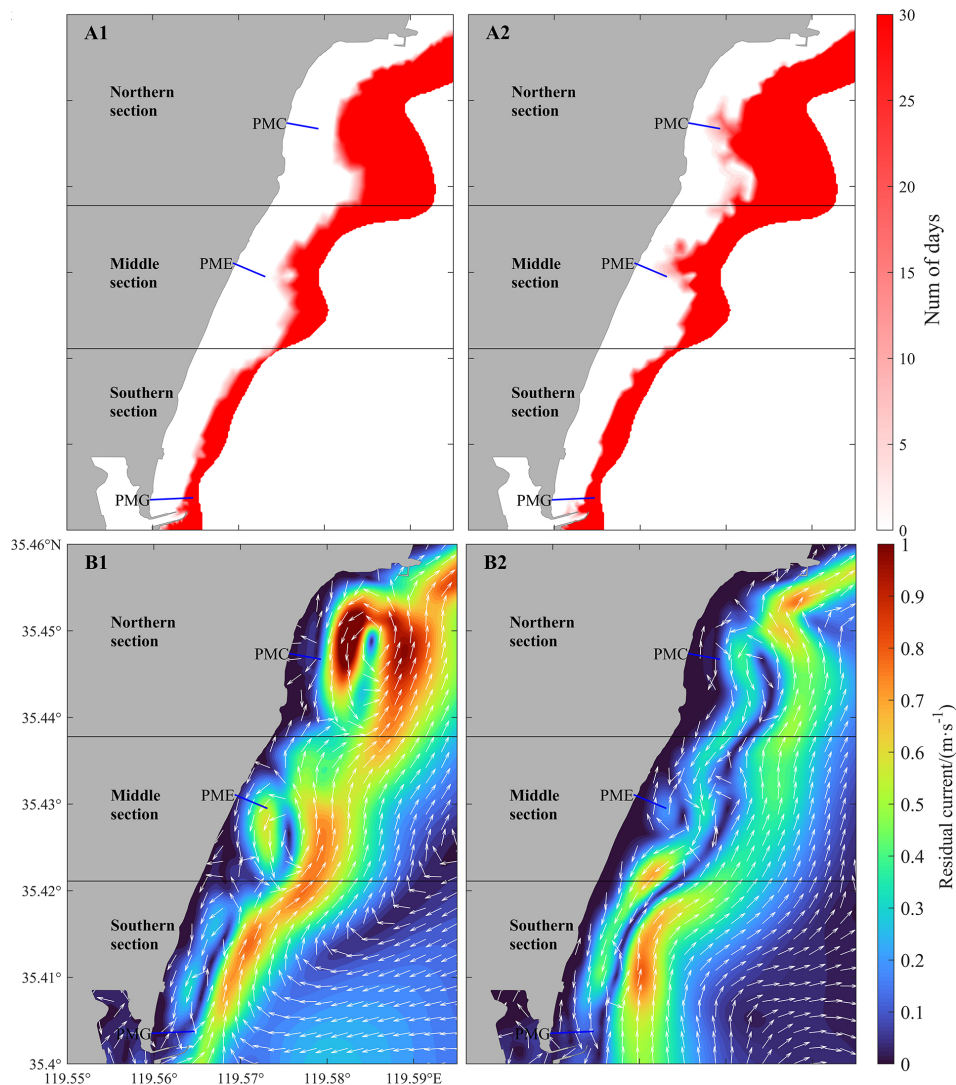 A1
Northern
section
PMC
Middle
section
PME
Southern
section
PMG
A2
Northern
section
PMC
Middle
section
PME
Southern
section
PMG
30
25
20
15
10
5
0
Num of days
35.46°N
35.45°
35.44°
35.43°
35.42°
35.41°
35.4°
B1
Northern
section
PMC
Middle
section
PME
Southern
section
PMG
119.55°
119.56°
119.57°
119.58°
119.59°E
B2
Northern
section
PMC
Middle
section
PME
Southern
section
PMG
1
0.9
0.8
0.7
0.6
0.5
0.4
0.3
0.2
0.1
0
Residual current/(m·s⁻¹)